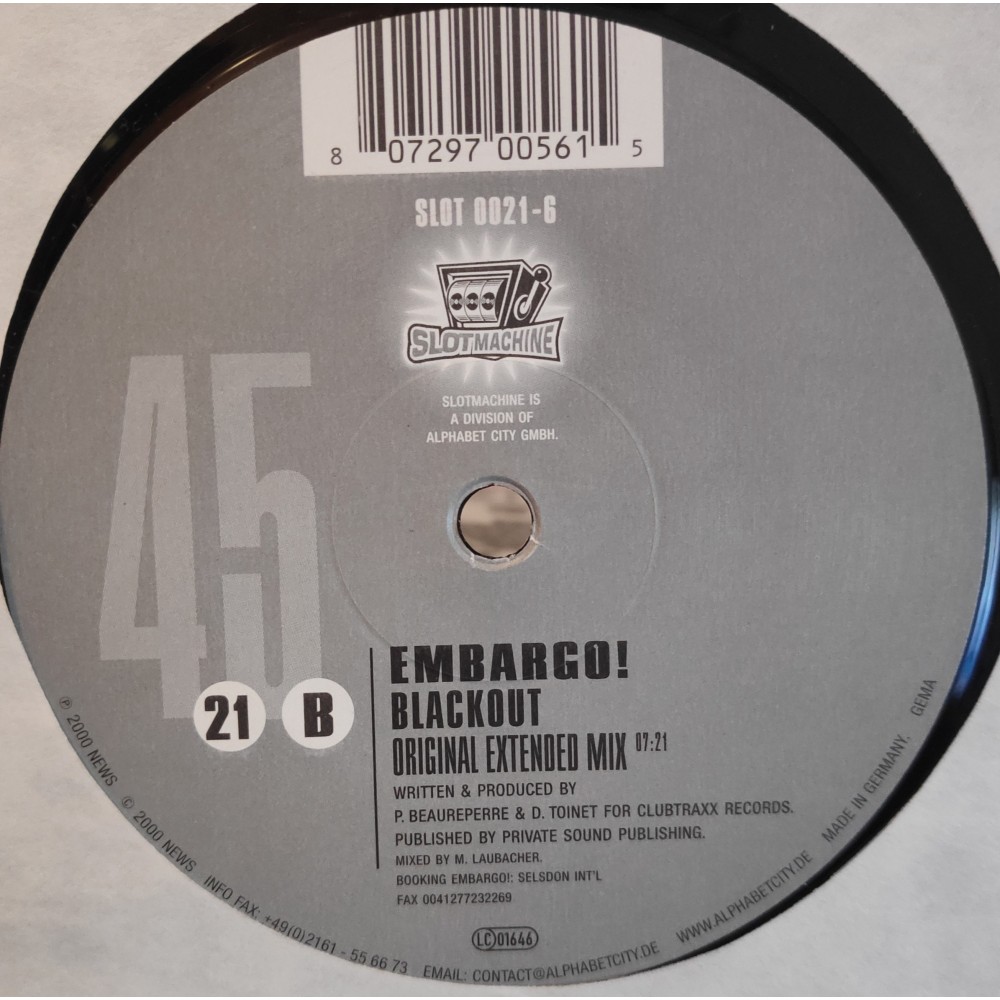 8 07297 00561 5
SLOT 0021-6
SLOTMACHINE
SLOTMACHINE IS
A DIVISION OF
ALPHABET CITY GMBH.
45
21 B
EMBARGO!
BLACKOUT
ORIGINAL EXTENDED MIX 07:21
WRITTEN & PRODUCED BY
P. BEAUREPERRE & D. TOINET FOR CLUBTRAXX RECORDS.
PUBLISHED BY PRIVATE SOUND PUBLISHING.
MIXED BY M. LAUBACHER.
BOOKING EMBARGO!: SELSDON INT'L
FAX 0041277232269
LC 01646
℗ 2000 NEWS © 2000 NEWS INFO FAX: +49(0)2161 - 55 66 73 EMAIL: CONTACT@ALPHABETCITY.DE WWW.ALPHABETCITY.DE MADE IN GERMANY. GEMA